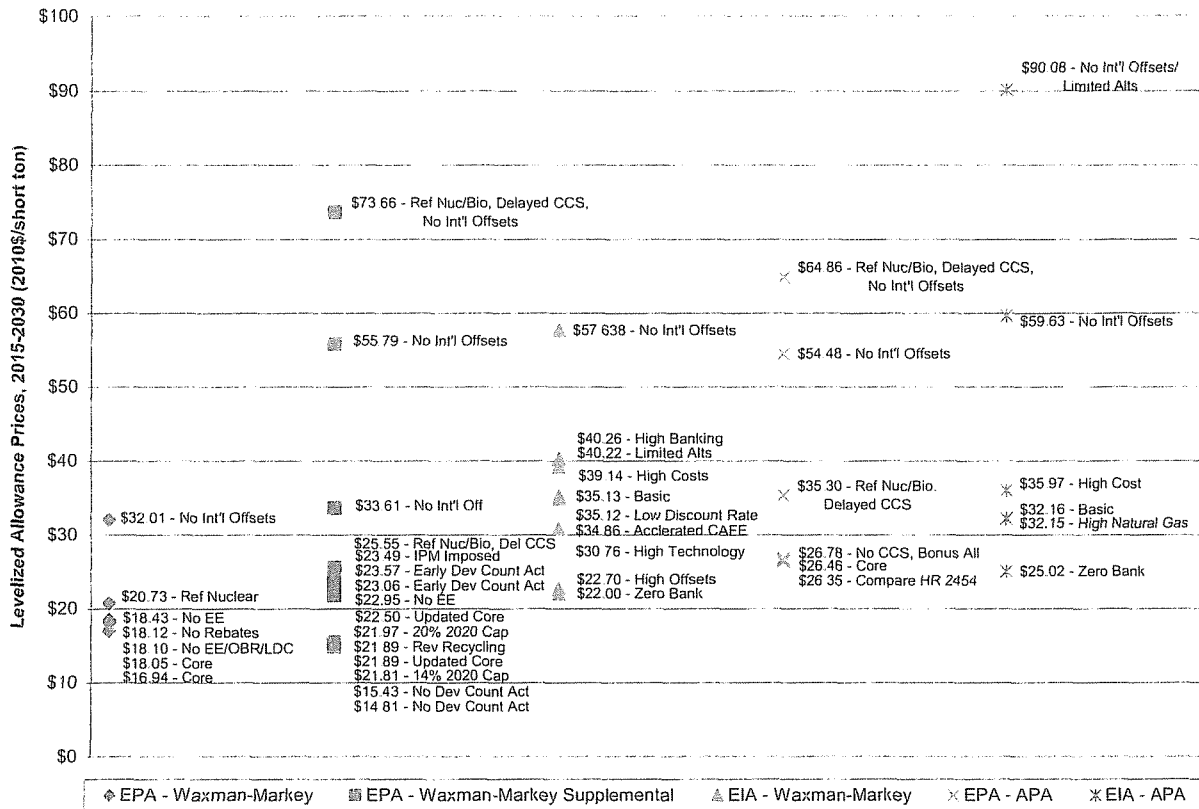 Levelized Allowance Prices, 2015-2030 (2010$/short ton)
$100
$90
$80
$70
$60
$50
$40
$30
$20
$10
$0
$32.01 - No Int'l Offsets
$20.73 - Ref Nuclear
$18.43 - No EE
$18.12 - No Rebates
$18.10 - No EE/OBR/LDC
$18.05 - Core
$16.94 - Core
$73 66 - Ref Nuc/Bio, Delayed CCS,
No Int'l Offsets
$55.79 - No Int'l Offsets
$33 61 - No Int'l Off
$25.55 - Ref Nuc/Bio, Del CCS
$23 49 - IPM Imposed
$23.57 - Early Dev Count Act
$23.06 - Early Dev Count Act
$22.95 - No EE
$22 50 - Updated Core
$21.97 - 20% 2020 Cap
$21 89 - Rev Recycling
$21.89 - Updated Core
$21.81 - 14% 2020 Cap
$15.43 - No Dev Count Act
$14 81 - No Dev Count Act
$57 638 - No Int'l Offsets
$40.26 - High Banking
$40.22 - Limited Alts
$39 14 - High Costs
$35.13 - Basic
$35.12 - Low Discount Rate
$34.86 - Acclerated CAFE
$30 76 - High Technology
$22.70 - High Offsets
$22.00 - Zero Bank
$64.86 - Ref Nuc/Bio, Delayed CCS,
No Int'l Offsets
$54.48 - No Int'l Offsets
$35 30 - Ref Nuc/Bio.
Delayed CCS
$26.78 - No CCS, Bonus All
$26.46 - Core
$26 35 - Compare HR 2454
$90 08 - No Int'l Offsets/
Limited Alts
$59.63 - No Int'l Offsets
$35 97 - High Cost
$32.16 - Basic
$32.15 - High Natural Gas
$25.02 - Zero Bank
EPA - Waxman-Markey
EPA - Waxman-Markey Supplemental
EIA - Waxman-Markey
EPA - APA
EIA - APA